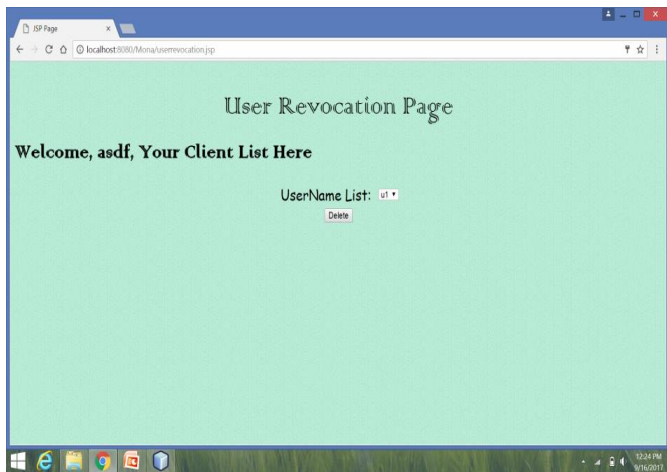 JSP Page
localhost:8080/Mona/userrevocation.jsp
User Revocation Page
Welcome, asdf, Your Client List Here
UserName List: u1
Delete
12:24 PM
9/16/2017